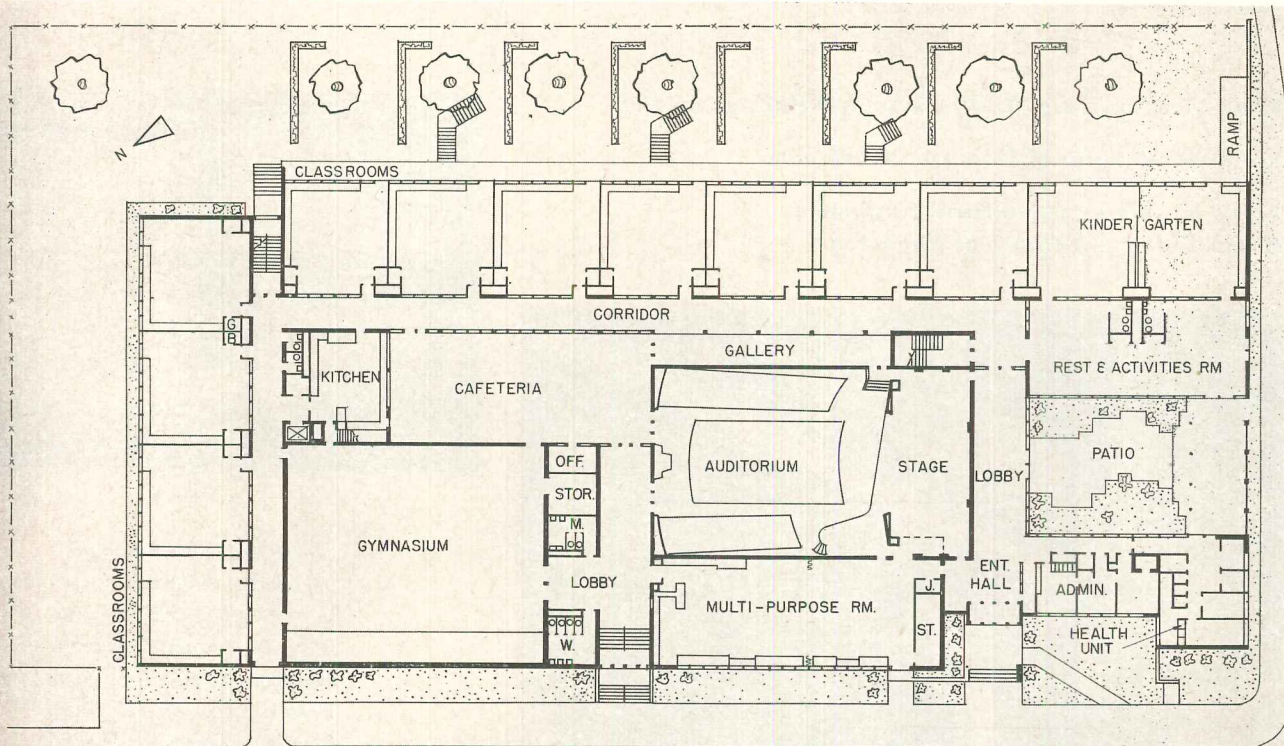 N
RAMP
CLASSROOMS
KINDER GARTEN
CORRIDOR
G
B
GALLERY
KITCHEN
CAFETERIA
REST & ACTIVITIES RM
PATIO
AUDITORIUM
STAGE
LOBBY
OFF.
STOR.
M.
GYMNASIUM
LOBBY
ENT.
HALL
ADMIN.
MULTI-PURPOSE RM.
J.
ST.
W.
HEALTH
UNIT
CLASSROOMS